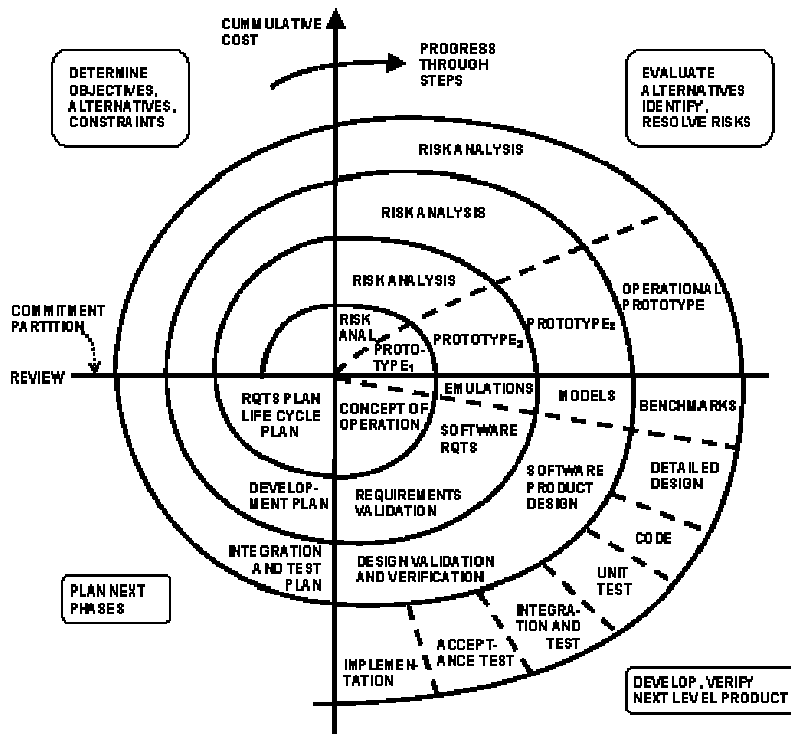 CUMMULATIVE
COST
PROGRESS
THROUGH
STEPS
DETERMINE
OBJECTIVES,
ALTERNATIVES,
CONSTRAINTS
EVALUATE
ALTERNATIVES
IDENTIFY,
RESOLVE RISKS
RISK ANALYSIS
RISK ANALYSIS
RISK ANALYSIS
RISK
ANAL.
OPERATIONAL
PROTOTYPE
PROTOTYPE₂
PROTOTYPE₃
PROTO-
TYPE₁
COMMITMENT
PARTITION
REVIEW
RQTS PLAN
LIFE CYCLE
PLAN
CONCEPT OF
OPERATION
EMULATIONS
MODELS
BENCHMARKS
SOFTWARE
RQTS
SOFTWARE
PRODUCT
DESIGN
DETAILED
DESIGN
DEVELOP-
MENT PLAN
REQUIREMENTS
VALIDATION
CODE
INTEGRATION
AND TEST
PLAN
DESIGN VALIDATION
AND VERIFICATION
UNIT
TEST
PLAN NEXT
PHASES
INTEGRA-
TION AND
TEST
ACCEPT-
ANCE TEST
IMPLEMEN-
TATION
DEVELOP, VERIFY
NEXT LEVEL PRODUCT